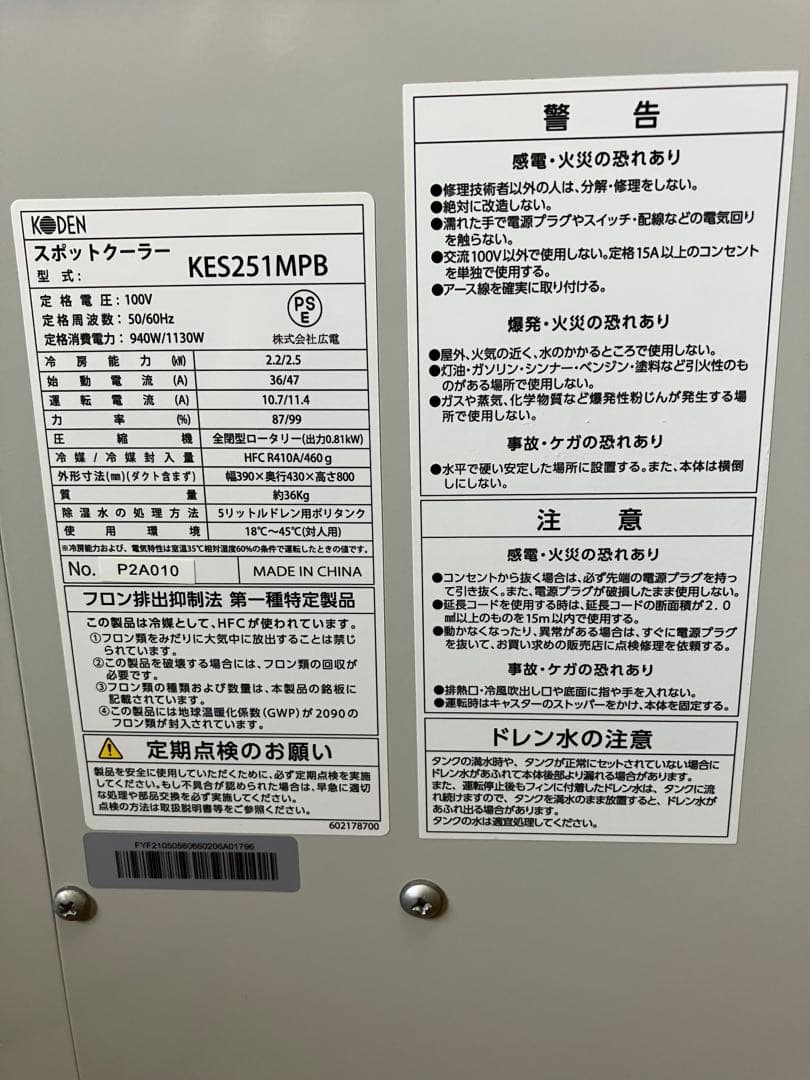 KODEN
スポットクーラー
型式: KES251MPB
定格電圧: 100V
定格周波数: 50/60Hz
定格消費電力: 940W/1130W
PS
E
株式会社広電
冷房能力(kW) 2.2/2.5
始動電流(A) 36/47
運転電流(A) 10.7/11.4
力率(%) 87/99
圧縮機 全閉型ロータリー(出力0.81kW)
冷媒/冷媒封入量 HFC R410A/460g
外形寸法(mm)(ダクト含まず) 幅390×奥行430×高さ800
質量 約36Kg
除湿水の処理方法 5リットルドレン用ポリタンク
使用環境 18℃～45℃(対人用)
※冷房能力および、電気特性は室温35℃相対湿度60%の条件で運転したときの値です。
No. P2A010 MADE IN CHINA
フロン排出抑制法 第一種特定製品
この製品は冷媒として、HFCが使われています。
①フロン類をみだりに大気中に放出することは禁じ
られています。
②この製品を破壊する場合には、フロン類の回収が
必要です。
③フロン類の種類および数量は、本製品の銘板に
記載されています。
④この製品には地球温暖化係数(GWP)が2090の
フロン類が封入されています。
定期点検のお願い
製品を安全に使用していただくために、必ず定期点検を実施
してください。もし不具合が認められた場合は、早急に適切
な処理や部品交換を必ず実施してください。
点検の方法は取扱説明書等をご参照ください。
602178700
FYF21050560660206A01796
警告
感電・火災の恐れあり
●修理技術者以外の人は、分解・修理をしない。
●絶対に改造しない。
●濡れた手で電源プラグやスイッチ・配線などの電気回り
を触らない。
●交流100V以外で使用しない。定格15A以上のコンセント
を単独で使用する。
●アース線を確実に取り付ける。
爆発・火災の恐れあり
●屋外、火気の近く、水のかかるところで使用しない。
●灯油・ガソリン・シンナー・ベンジン・塗料など引火性のも
のがある場所で使用しない。
●ガスや蒸気、化学物質など爆発性粉じんが発生する場
所で使用しない。
事故・ケガの恐れあり
●水平で硬い安定した場所に設置する。また、本体は横倒
しにしない。
注意
感電・火災の恐れあり
●コンセントから抜く場合は、必ず先端の電源プラグを持っ
て引き抜く。また、電源プラグが破損したまま使用しない。
●延長コードを使用する時は、延長コードの断面積が2.0
㎟以上のものを15m以内で使用する。
●動かなくなったり、異常がある場合は、すぐに電源プラグ
を抜いて、お買い求めの販売店に点検修理を依頼する。
事故・ケガの恐れあり
●排熱口・冷風吹出し口や底面に指や手を入れない。
●運転時はキャスターのストッパーをかけ、本体を固定する。
ドレン水の注意
タンクの満水時や、タンクが正常にセットされていない場合に
ドレン水があふれて本体後部より漏れる場合があります。
また、運転停止後もフィンに付着したドレン水は、タンクに流
れ続けますので、タンクを満水のまま放置すると、ドレン水が
あふれ出る場合があります。
タンクの水は適宜処理してください。